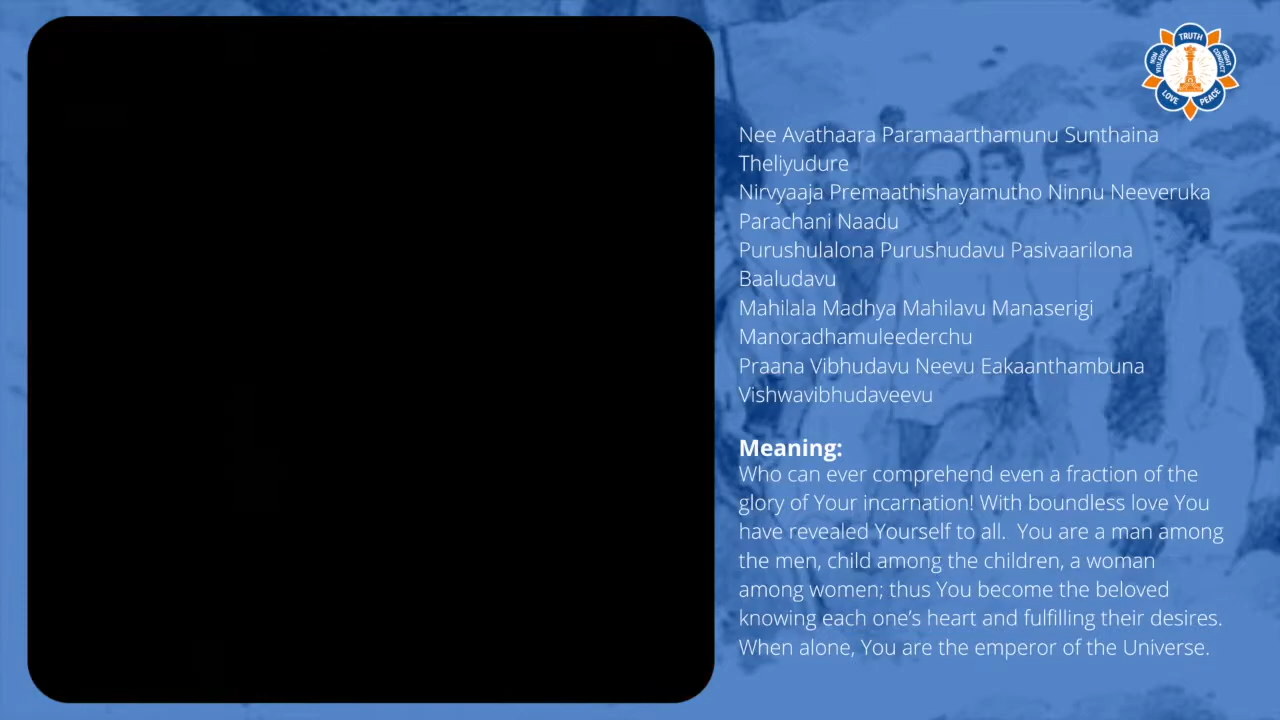 TRUTH
NON VIOLENCE
RIGHT CONDUCT
LOVE
PEACE
Nee Avathaara Paramaarthamunu Sunthaina
Theliyudure
Nirvyaaja Premaathishayamutho Ninnu Neeveruka
Parachani Naadu
Purushulalona Purushudavu Pasivaarilona
Baaludavu
Mahilala Madhya Mahilavu Manaserigi
Manoradhamuleederchu
Praana Vibhudavu Neevu Eakaanthambuna
Vishwavibhudaveevu
Meaning:
Who can ever comprehend even a fraction of the
glory of Your incarnation! With boundless love You
have revealed Yourself to all.  You are a man among
the men, child among the children, a woman
among women; thus You become the beloved
knowing each one’s heart and fulfilling their desires.
When alone, You are the emperor of the Universe.